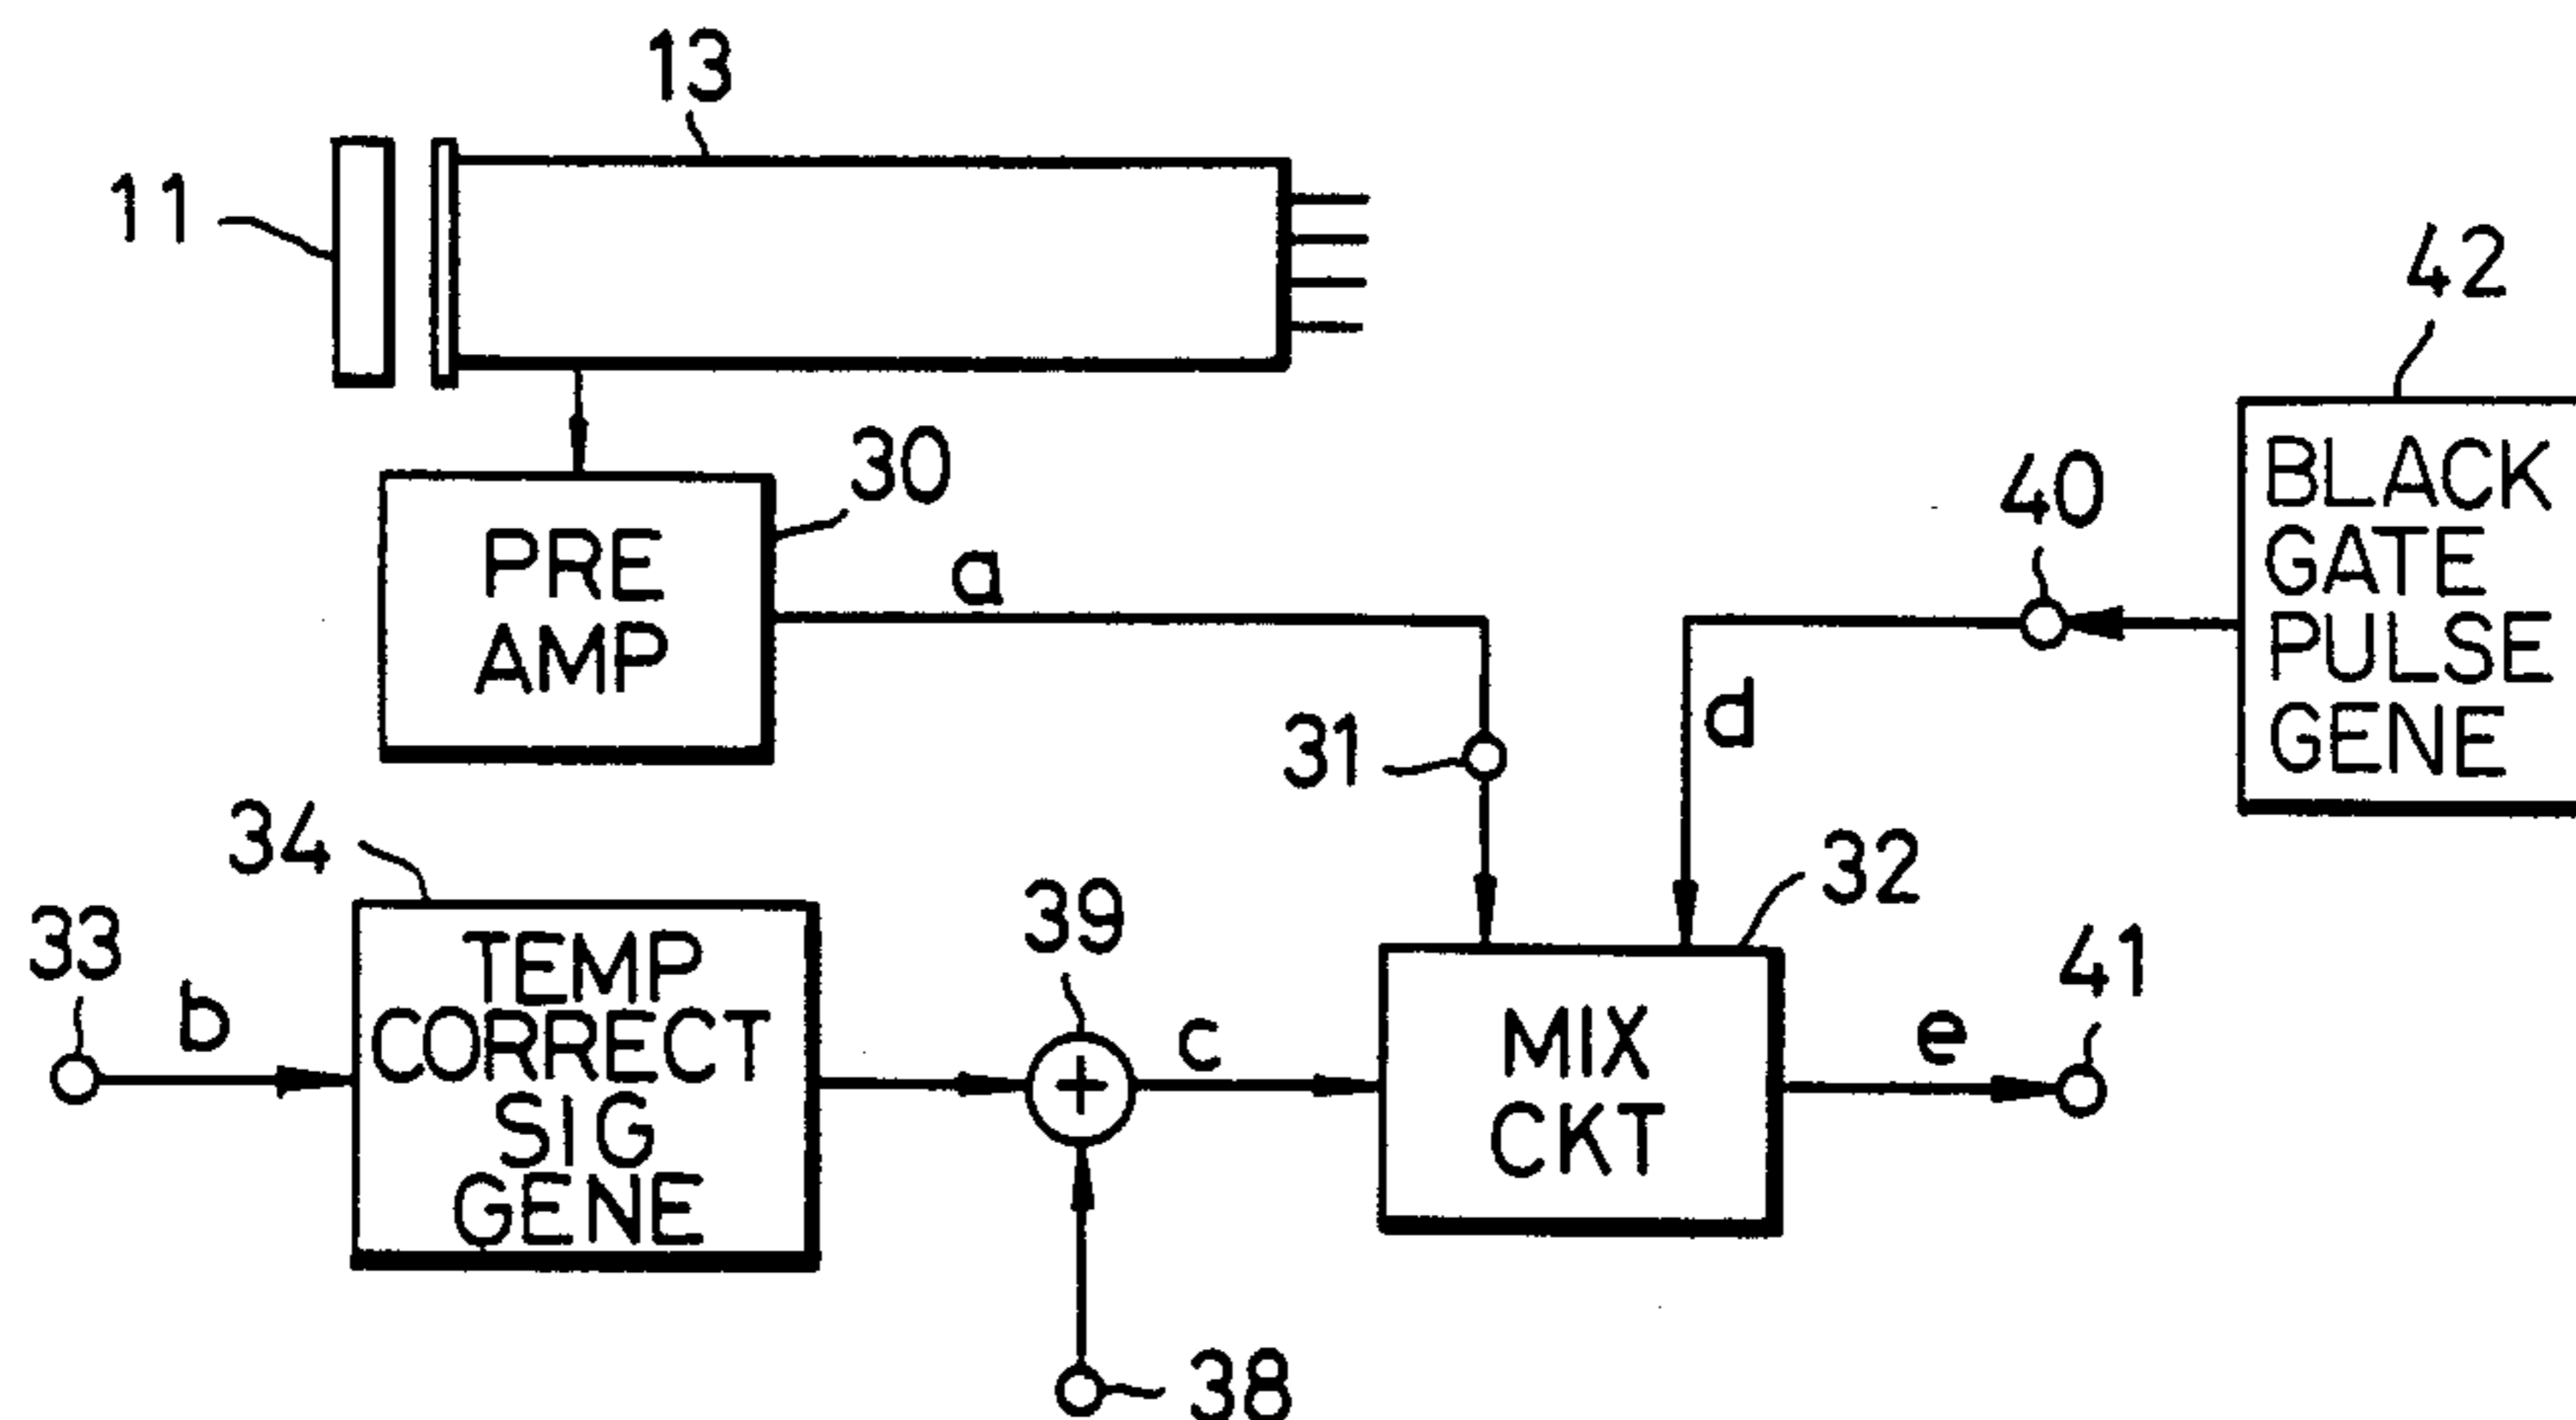 13
11
42
30
40
PRE
AMP
a
BLACK
GATE
PULSE
GENE
31
d
34
32
33
b
TEMP
CORRECT
SIG
GENE
39
c
MIX
CKT
e
41
+
38